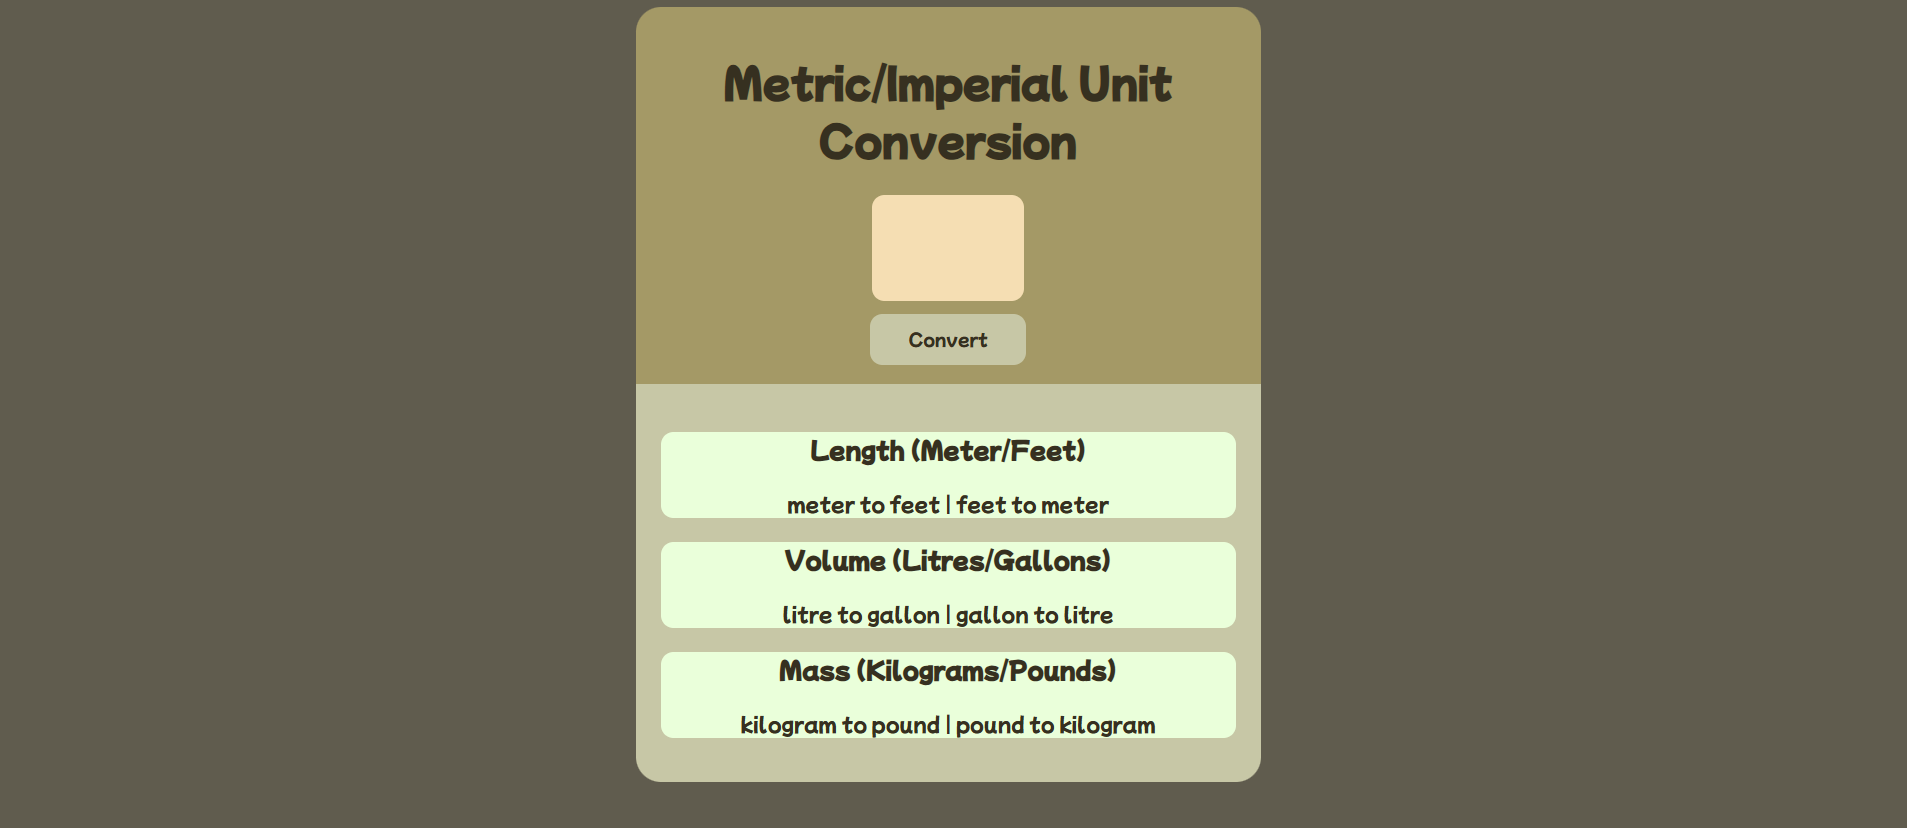 Metric/Imperial Unit
Conversion
Convert
Length (Meter/Feet)
meter to feet | feet to meter
Volume (Litres/Gallons)
litre to gallon | gallon to litre
Mass (Kilograms/Pounds)
kilogram to pound | pound to kilogram